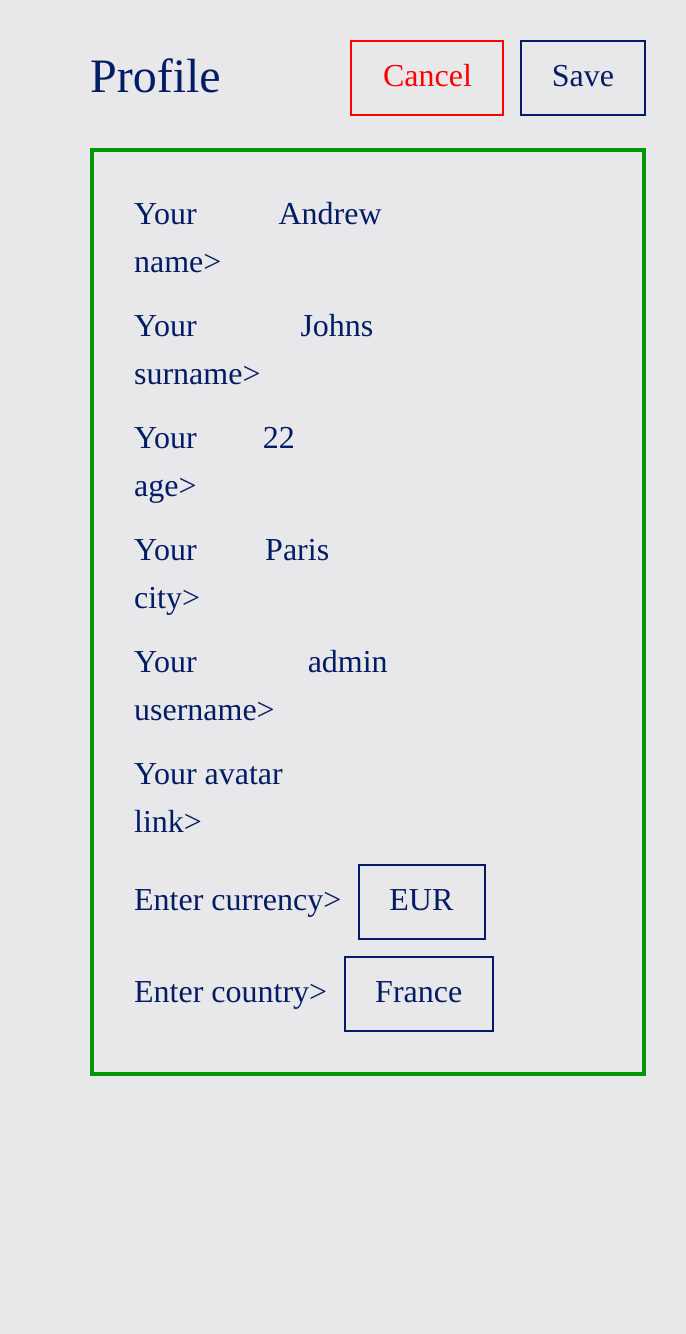 Profile Cancel Save
Your Andrew
name>
Your Johns
surname>
Your 22
age>
Your Paris
city>
Your admin
username>
Your avatar
link>
Enter currency> EUR
Enter country> France